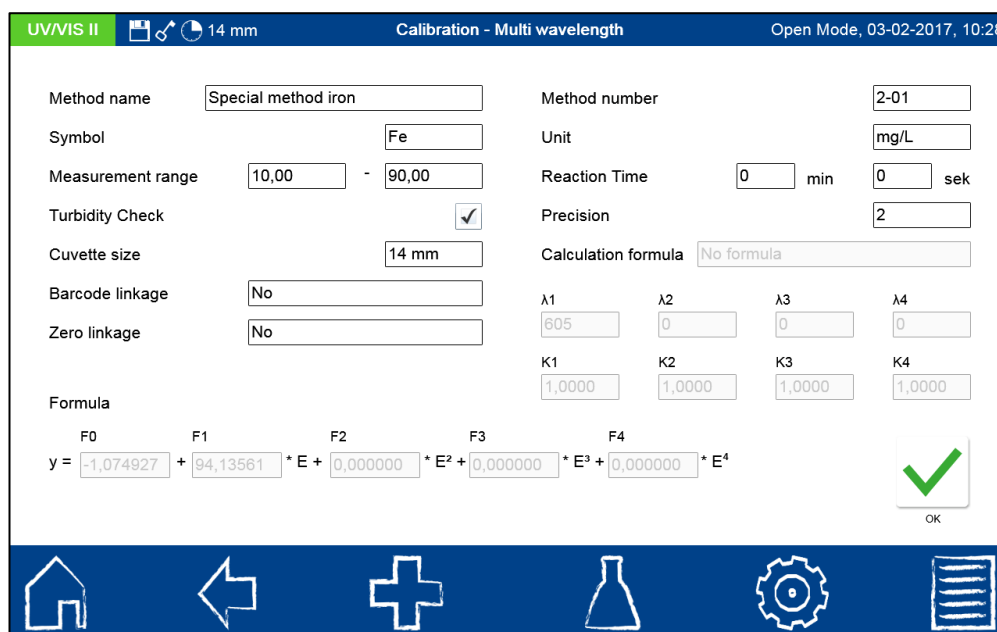 UV/VIS II 14 mm Calibration - Multi wavelength Open Mode, 03-02-2017, 10:28
Method name Special method iron Method number 2-01
Symbol Fe Unit mg/L
Measurement range 10,00 - 90,00 Reaction Time 0 min 0 sek
Turbidity Check Precision 2
Cuvette size 14 mm Calculation formula No formula
Barcode linkage No
λ1 λ2 λ3 λ4
Zero linkage No 605 0 0 0
K1 K2 K3 K4
1,0000 1,0000 1,0000 1,0000
Formula
F0 F1 F2 F3 F4
y = -1,074927 + 94,13561 * E + 0,000000 * E² + 0,000000 * E³ + 0,000000 * E⁴
OK